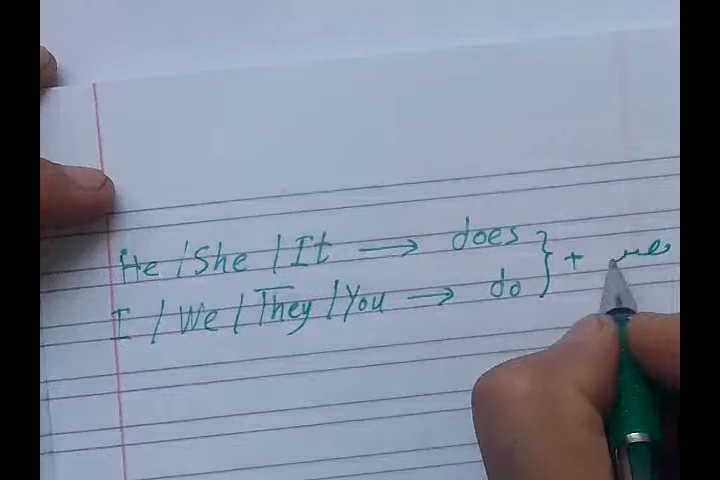 He / She / It → does } +
I / We / They / You → do